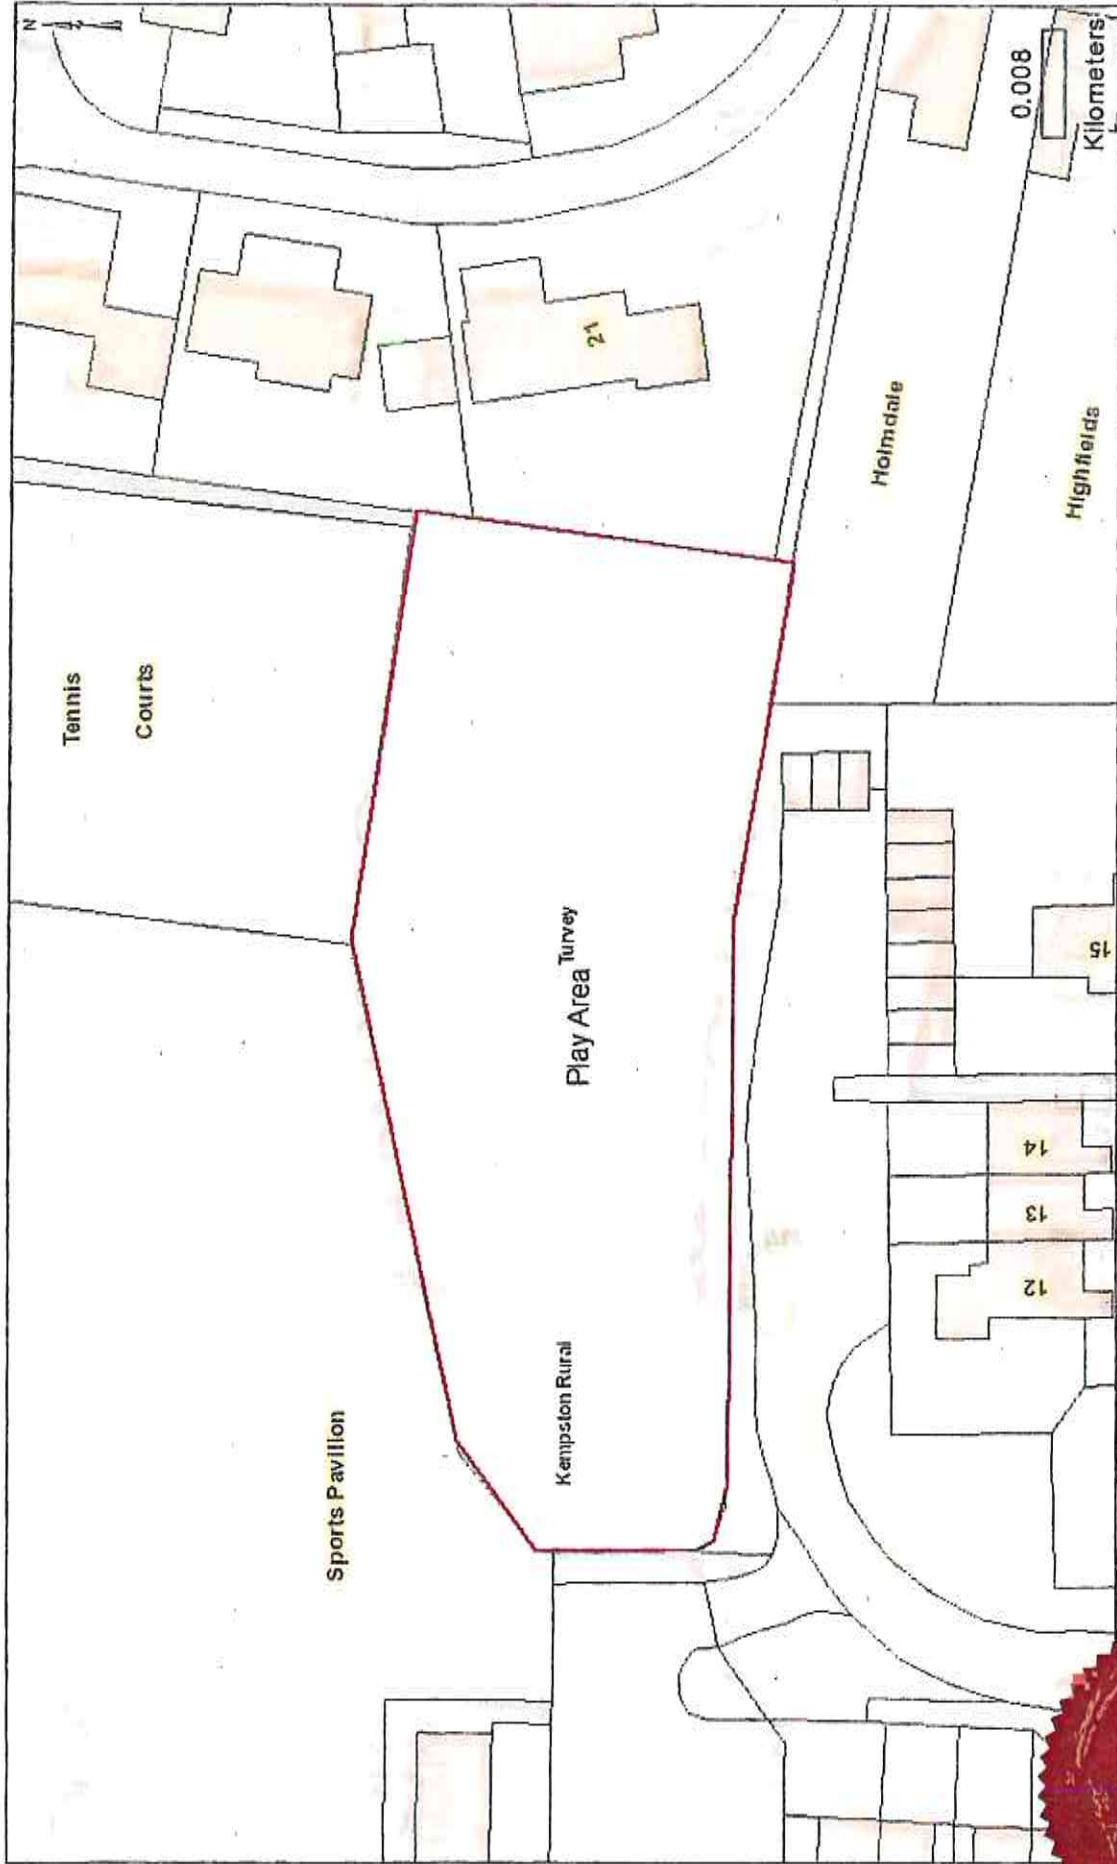 N
Tennis
Courts
Sports Pavilion
21
Play Area
Turvey
Kempston Rural
Holmdale
Highfields
15
14
13
12
0.008
Kilometers